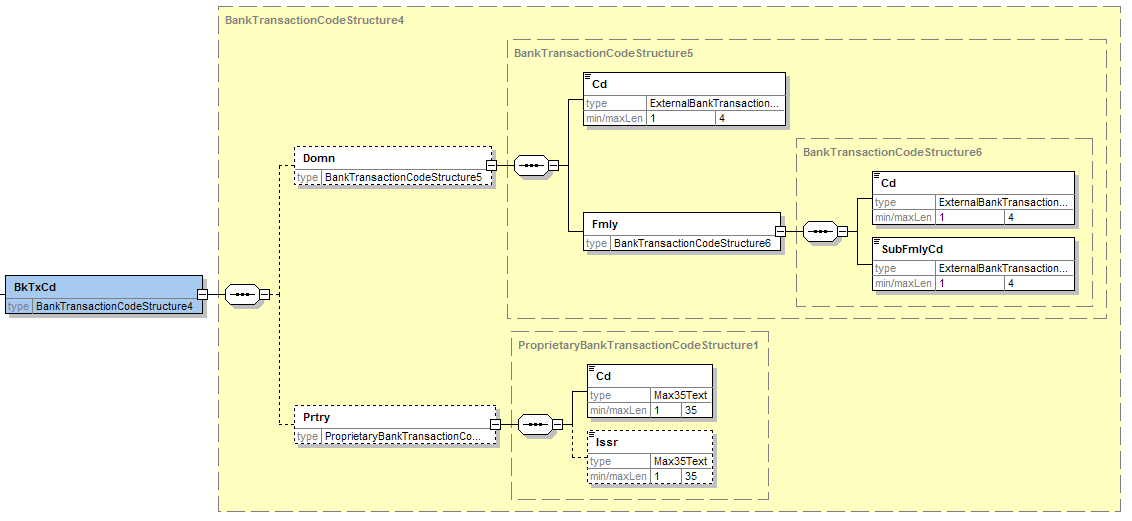 BankTransactionCodeStructure4
BankTransactionCodeStructure5
Cd
type ExternalBankTransaction...
min/maxLen 1 4
Domn
type BankTransactionCodeStructure5
BankTransactionCodeStructure6
Cd
type ExternalBankTransaction...
min/maxLen 1 4
Fmly
type BankTransactionCodeStructure6
SubFmlyCd
type ExternalBankTransaction...
min/maxLen 1 4
BkTxCd
type BankTransactionCodeStructure4
ProprietaryBankTransactionCodeStructure1
Cd
type Max35Text
min/maxLen 1 35
Prtry
type ProprietaryBankTransactionCo...
Issr
type Max35Text
min/maxLen 1 35